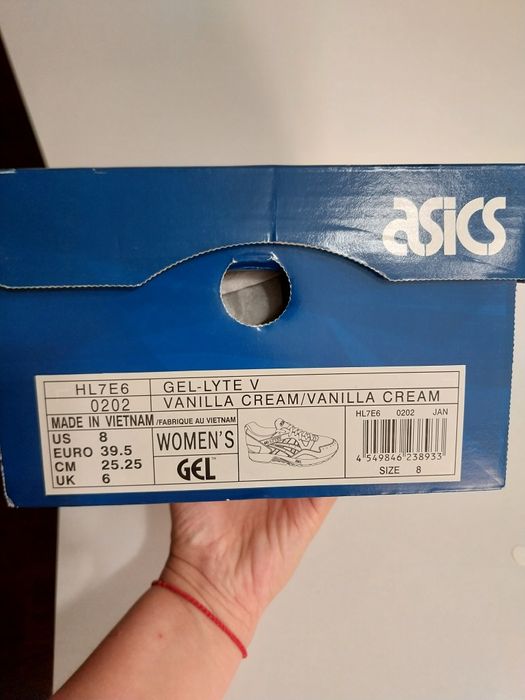 asics
HL7E6 GEL-LYTE V
0202 VANILLA CREAM/VANILLA CREAM
MADE IN VIETNAM /FABRIQUE AU VIETNAM
US 8
EURO 39.5
CM 25.25
UK 6
WOMEN'S
GEL™
HL7E6 0202 JAN
4 549846 238933
SIZE 8